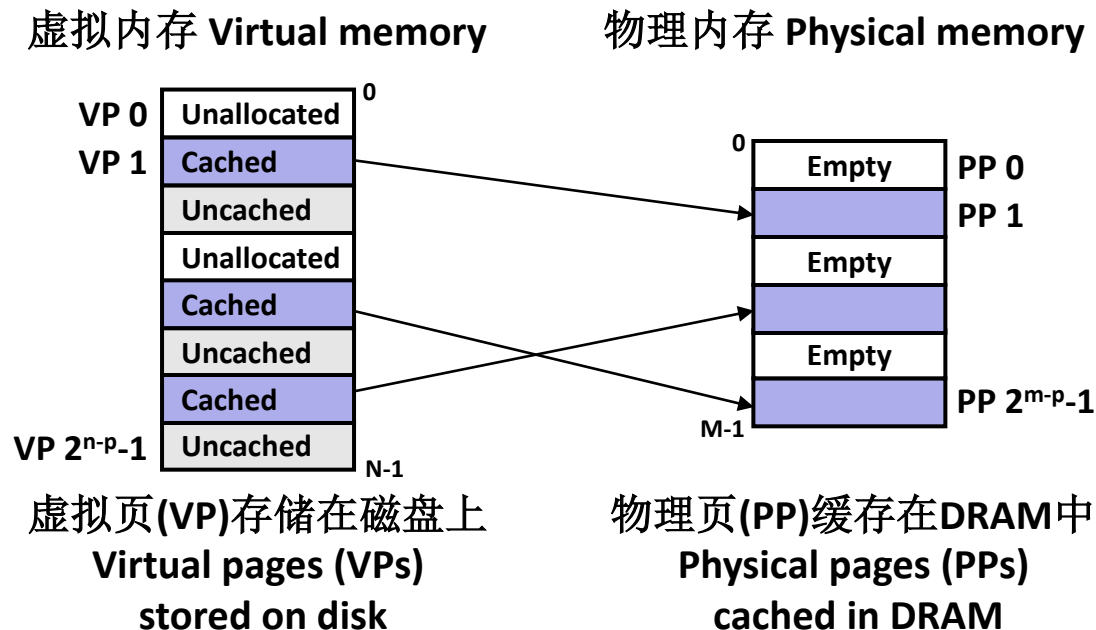 虚拟内存 Virtual memory
物理内存 Physical memory
0
VP 0 Unallocated
VP 1 Cached
Uncached
Unallocated
Cached
Uncached
Cached
VP 2^{n-p}-1 Uncached
N-1
0
Empty PP 0
PP 1
Empty
Empty
PP 2^{m-p}-1
M-1
虚拟页(VP)存储在磁盘上
Virtual pages (VPs)
stored on disk
物理页(PP)缓存在DRAM中
Physical pages (PPs)
cached in DRAM